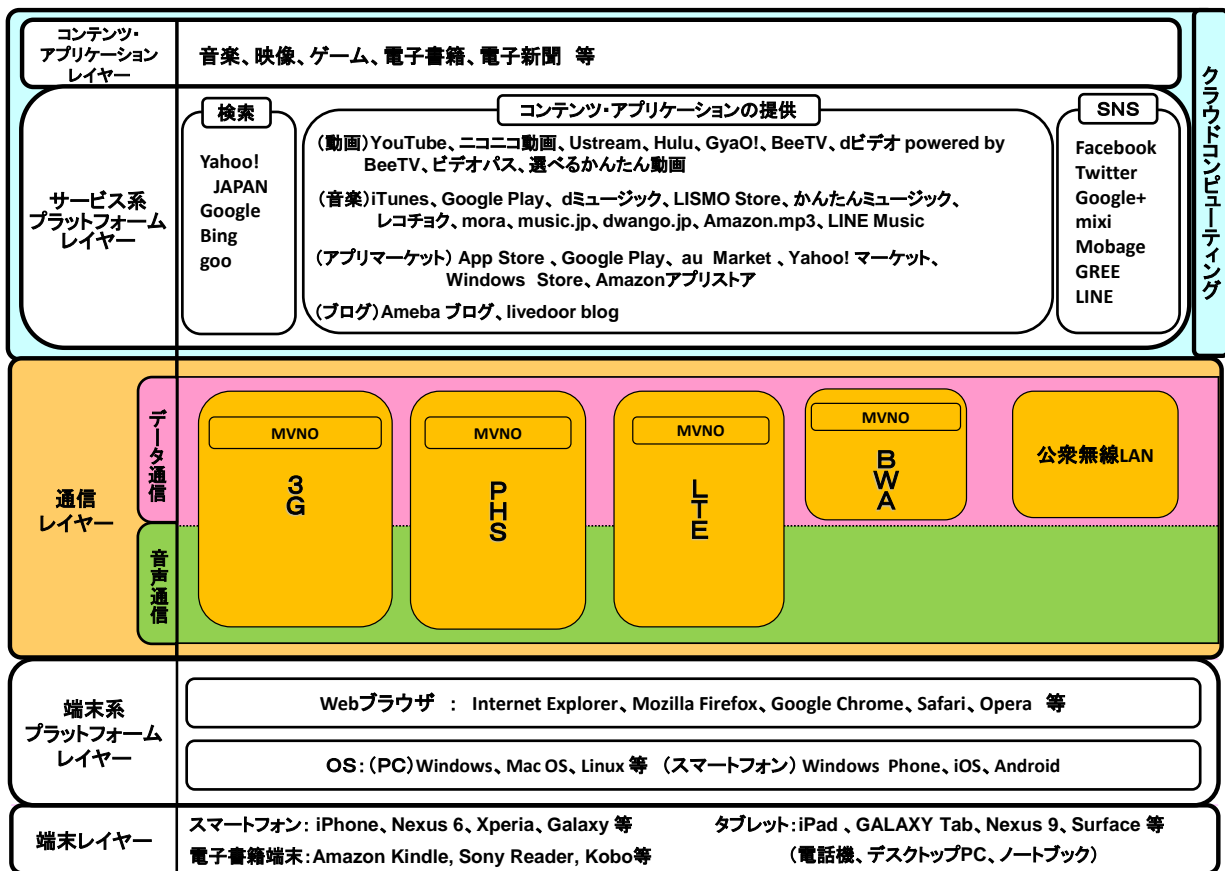 コンテンツ・
アプリケーション
レイヤー
音楽、映像、ゲーム、電子書籍、電子新聞 等
クラウドコンピューティング
サービス系
プラットフォーム
レイヤー
検索
Yahoo!
JAPAN
Google
Bing
goo
コンテンツ・アプリケーションの提供
(動画)YouTube、ニコニコ動画、Ustream、Hulu、GyaO!、BeeTV、dビデオ powered by
BeeTV、ビデオパス、選べるかんたん動画
(音楽)iTunes、Google Play、 dミュージック、LISMO Store、かんたんミュージック、
レコチョク、mora、music.jp、dwango.jp、Amazon.mp3、LINE Music
(アプリマーケット) App Store 、Google Play、au Market 、Yahoo! マーケット、
Windows Store、Amazonアプリストア
(ブログ)Ameba ブログ、livedoor blog
SNS
Facebook
Twitter
Google+
mixi
Mobage
GREE
LINE
通信
レイヤー
データ通信
音声通信
MVNO
3G
MVNO
PHS
MVNO
LTE
MVNO
BWA
公衆無線LAN
端末系
プラットフォーム
レイヤー
Webブラウザ : Internet Explorer、Mozilla Firefox、Google Chrome、Safari、Opera 等
OS:(PC)Windows、Mac OS、Linux 等 (スマートフォン) Windows Phone、iOS、Android
端末レイヤー
スマートフォン: iPhone、Nexus 6、Xperia、Galaxy 等
タブレット:iPad 、GALAXY Tab、Nexus 9、Surface 等
電子書籍端末:Amazon Kindle, Sony Reader, Kobo等
(電話機、デスクトップPC、ノートブック)